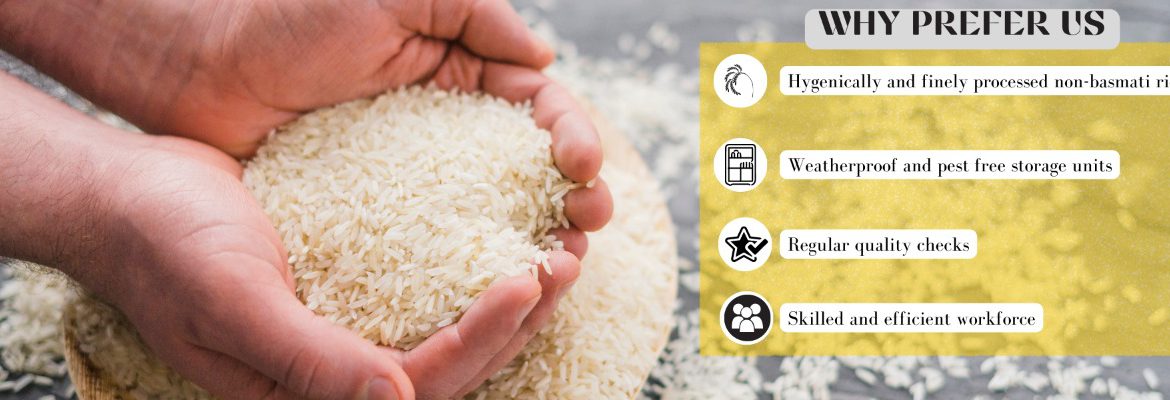 WHY PREFER US
Hygenically and finely processed non-basmati
Weatherproof and pest free storage units
Regular quality checks
Skilled and efficient workforce